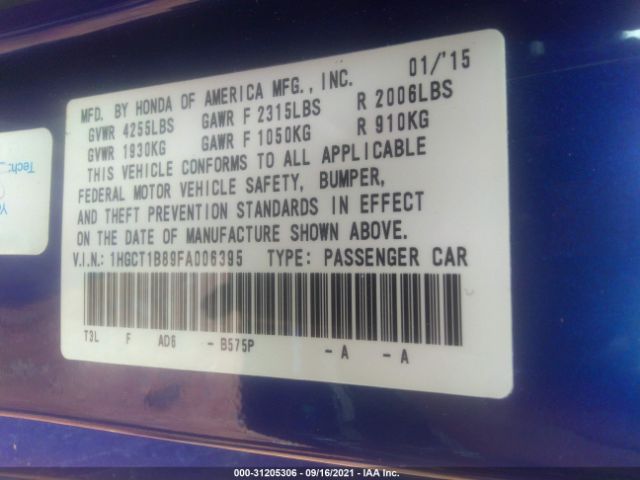 MFD. BY HONDA OF AMERICA MFG., INC. 01/'15
GVWR 4255LBS GAWR F 2315LBS R 2006LBS
GVWR 1930KG GAWR F 1050KG R 910KG
THIS VEHICLE CONFORMS TO ALL APPLICABLE
FEDERAL MOTOR VEHICLE SAFETY, BUMPER,
AND THEFT PREVENTION STANDARDS IN EFFECT
ON THE DATE OF MANUFACTURE SHOWN ABOVE.
V.I.N.: 1HGCT1B89FA006395 TYPE: PASSENGER CAR
T3L F AD6 - B575P - A - A
Tech:
000-31205306 - 09/16/2021 - IAA Inc.